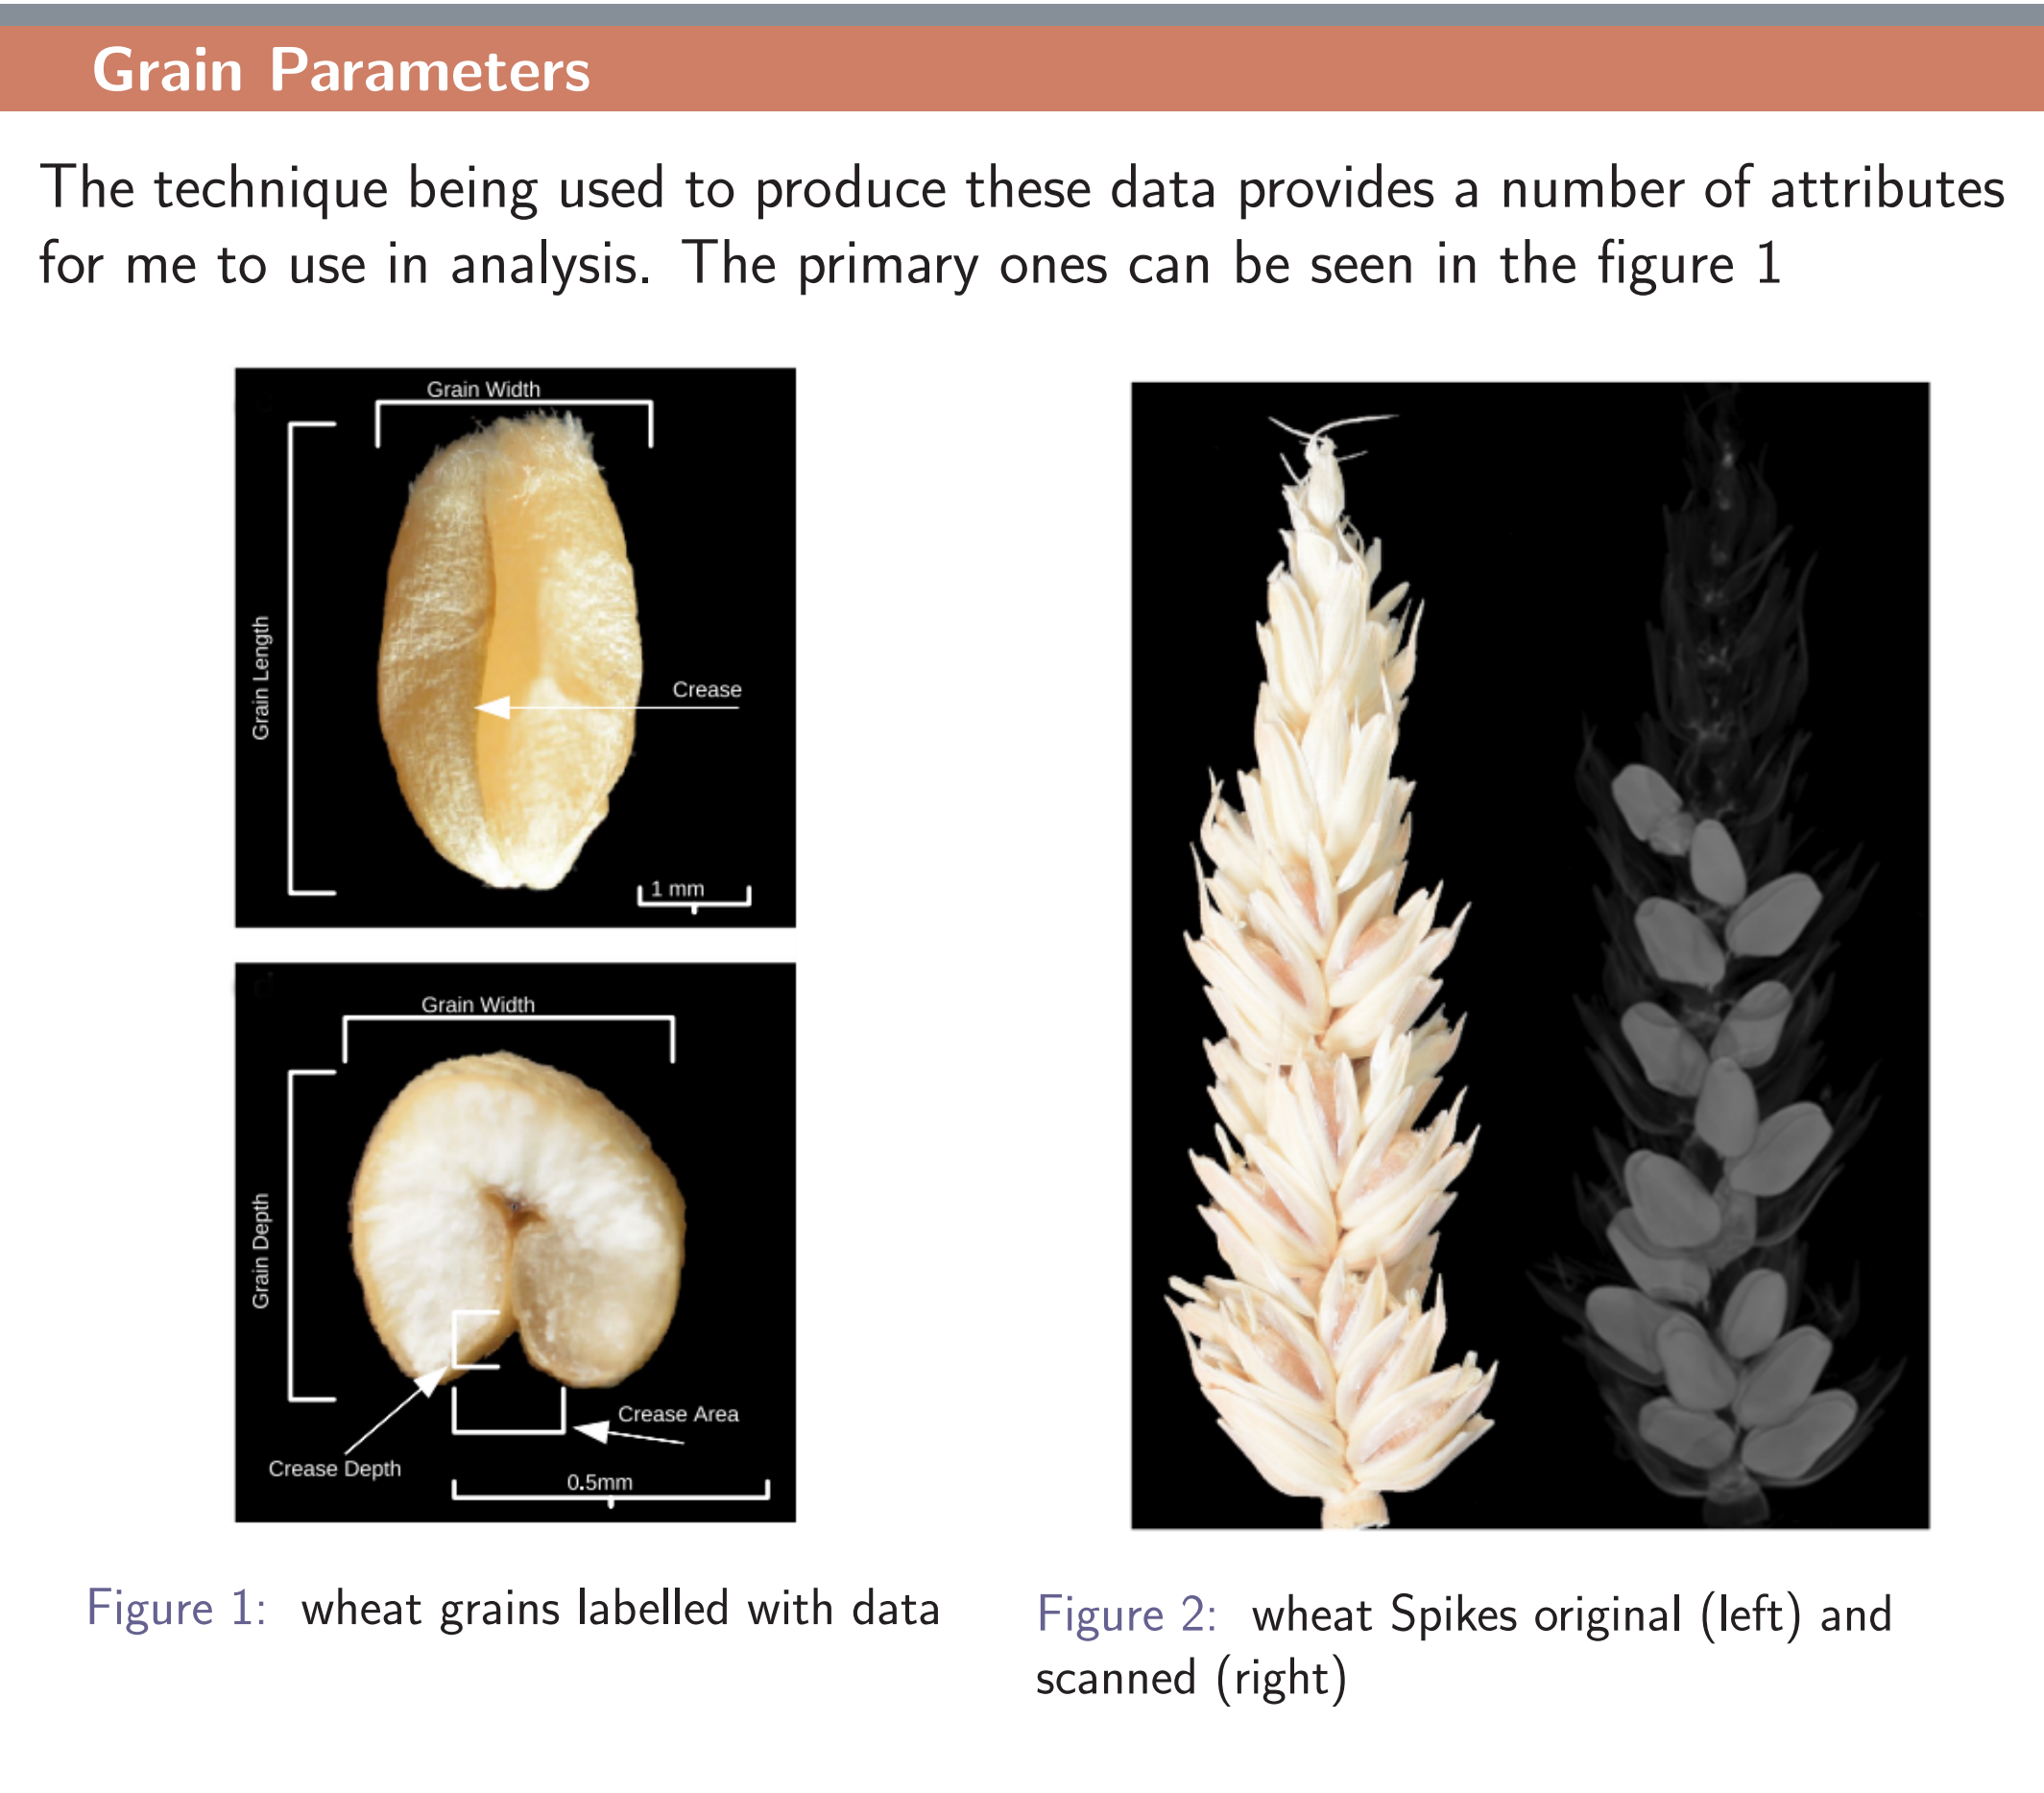 Grain Parameters
The technique being used to produce these data provides a number of attributes
for me to use in analysis. The primary ones can be seen in the figure 1
Grain Width
Grain Length
Crease
1 mm
Grain Width
Grain Depth
Crease Area
Crease Depth
0.5mm
Figure 1: wheat grains labelled with data
Figure 2: wheat Spikes original (left) and
scanned (right)